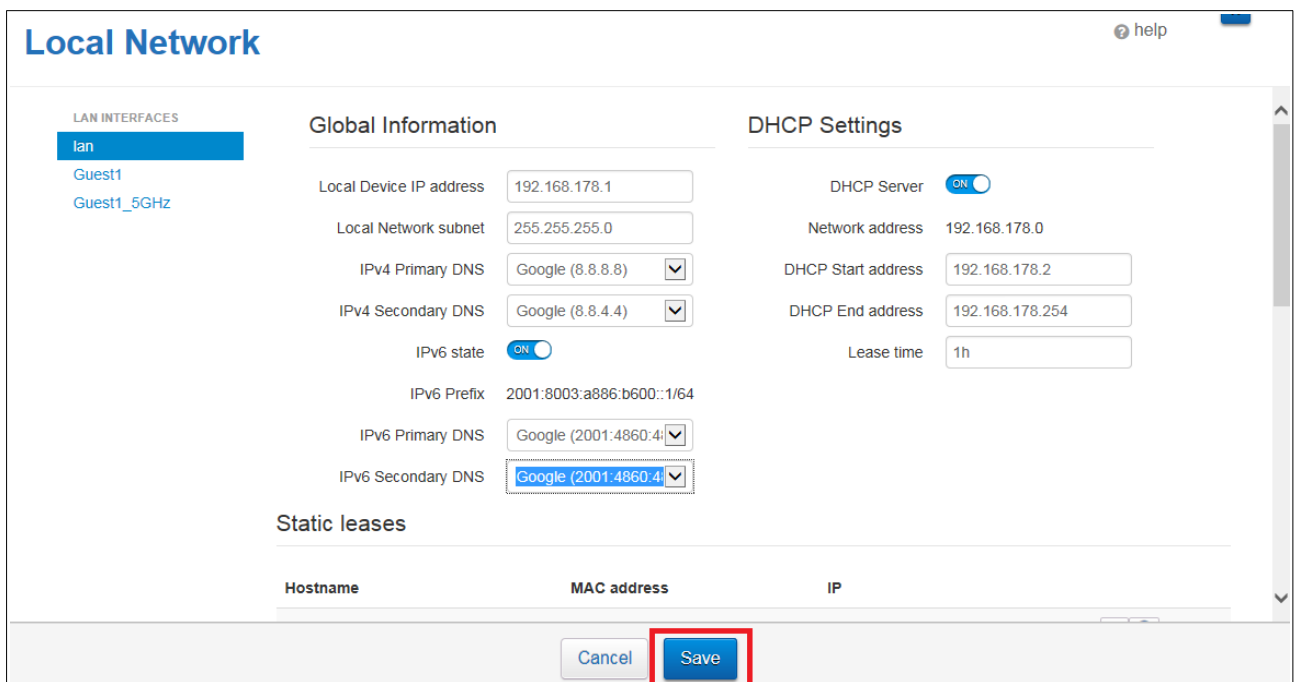 Local Network
help
LAN INTERFACES
lan
Guest1
Guest1_5GHz
Global Information
Local Device IP address 192.168.178.1
Local Network subnet 255.255.255.0
IPv4 Primary DNS Google (8.8.8.8)
IPv4 Secondary DNS Google (8.8.4.4)
IPv6 state ON
IPv6 Prefix 2001:8003:a886:b600::1/64
IPv6 Primary DNS Google (2001:4860:4
IPv6 Secondary DNS Google (2001:4860:4
DHCP Settings
DHCP Server ON
Network address 192.168.178.0
DHCP Start address 192.168.178.2
DHCP End address 192.168.178.254
Lease time 1h
Static leases
Hostname MAC address IP
Cancel Save